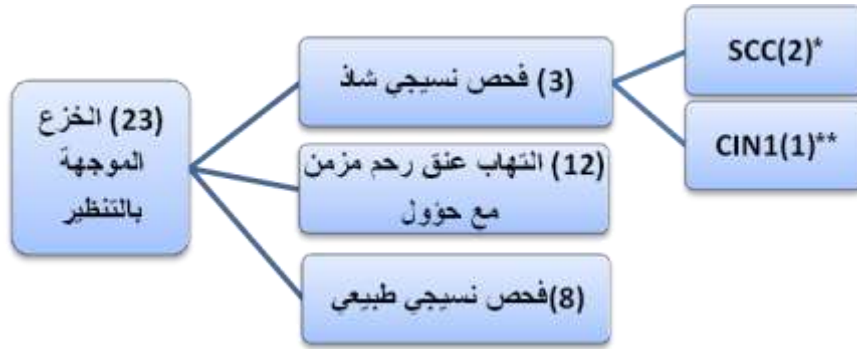 (23) الخزع
الموجهة
بالتنظير
(3) فحص نسيجي شاذ
(12) التهاب عنق رحم مزمن
مع حؤول
(8)فحص نسيجي طبيعي
SCC(2)*
CIN1(1)**